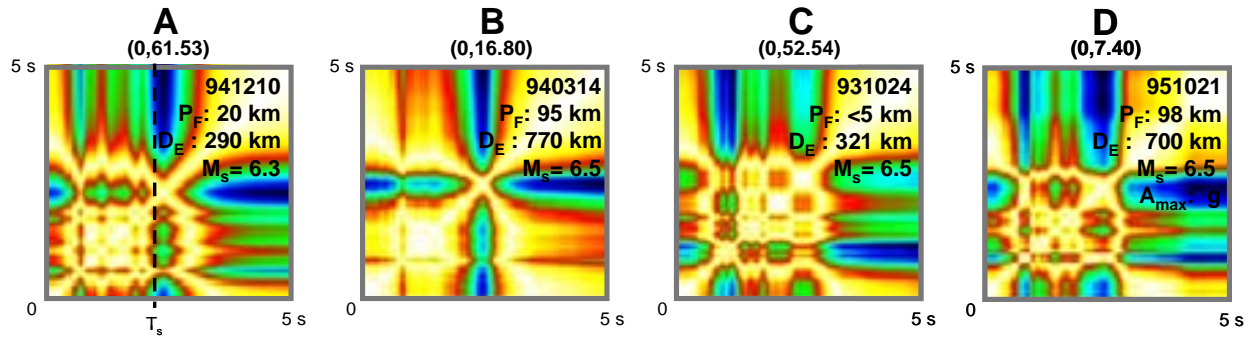 A
(0,61.53)
5 s
941210
PF: 20 km
DE : 290 km
Ms= 6.3
0
Ts
5 s
B
(0,16.80)
5 s
940314
PF: 95 km
DE : 770 km
Ms= 6.5
0
5 s
C
(0,52.54)
5 s
931024
PF: <5 km
DE : 321 km
Ms= 6.5
0
5 s
D
(0,7.40)
5 s
951021
PF: 98 km
DE : 700 km
Ms= 6.5
Amax: g
0
5 s